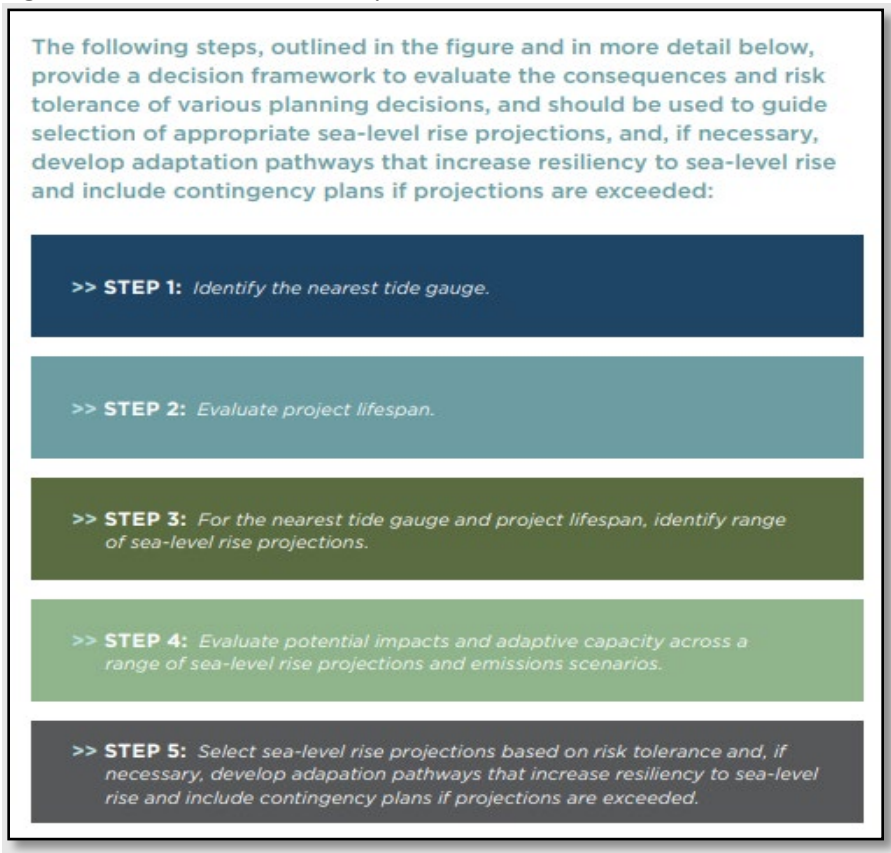 The following steps, outlined in the figure and in more detail below,
provide a decision framework to evaluate the consequences and risk
tolerance of various planning decisions, and should be used to guide
selection of appropriate sea-level rise projections, and, if necessary,
develop adaptation pathways that increase resiliency to sea-level rise
and include contingency plans if projections are exceeded:
>> STEP 1: Identify the nearest tide gauge.
>> STEP 2: Evaluate project lifespan.
>> STEP 3: For the nearest tide gauge and project lifespan, identify range
of sea-level rise projections.
>> STEP 4: Evaluate potential impacts and adaptive capacity across a
range of sea-level rise projections and emissions scenarios.
>> STEP 5: Select sea-level rise projections based on risk tolerance and, if
necessary, develop adapation pathways that increase resiliency to sea-level
rise and include contingency plans if projections are exceeded.